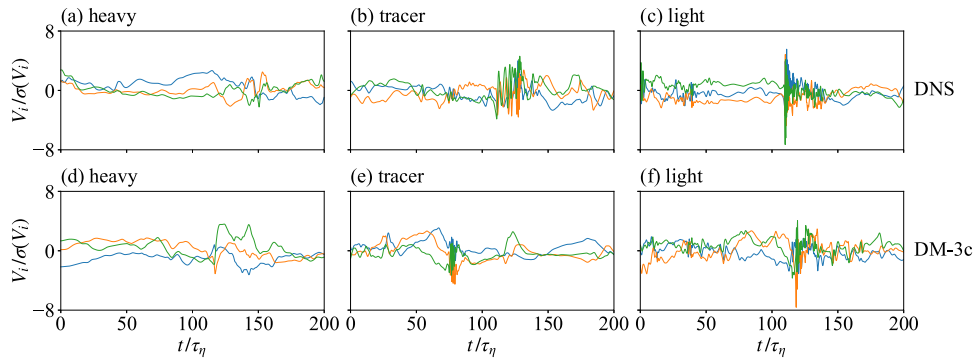 (a) heavy (b) tracer (c) light
8
0
−8
V_i/σ(V_i)
DNS
0 50 100 150 200 0 50 100 150 200 0 50 100 150 200
(d) heavy (e) tracer (f) light
8
0
−8
V_i/σ(V_i)
DM-3c
t/τ_η t/τ_η t/τ_η